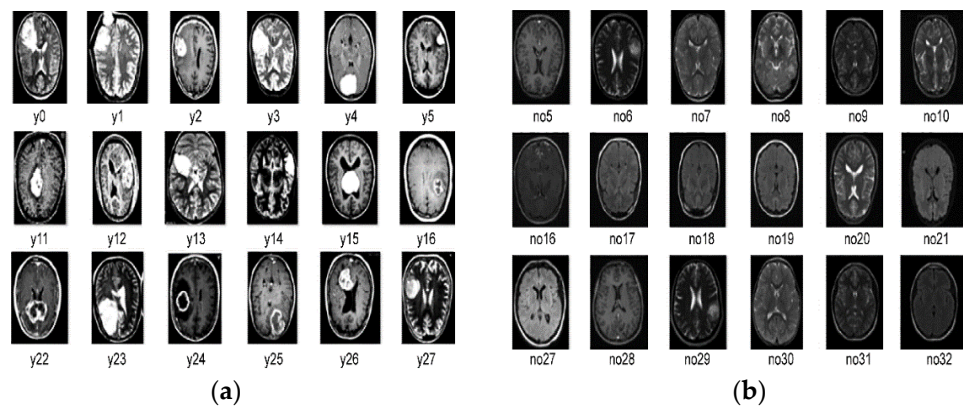 y0 y1 y2 y3 y4 y5
y11 y12 y13 y14 y15 y16
y22 y23 y24 y25 y26 y27
(a)
no5 no6 no7 no8 no9 no10
no16 no17 no18 no19 no20 no21
no27 no28 no29 no30 no31 no32
(b)